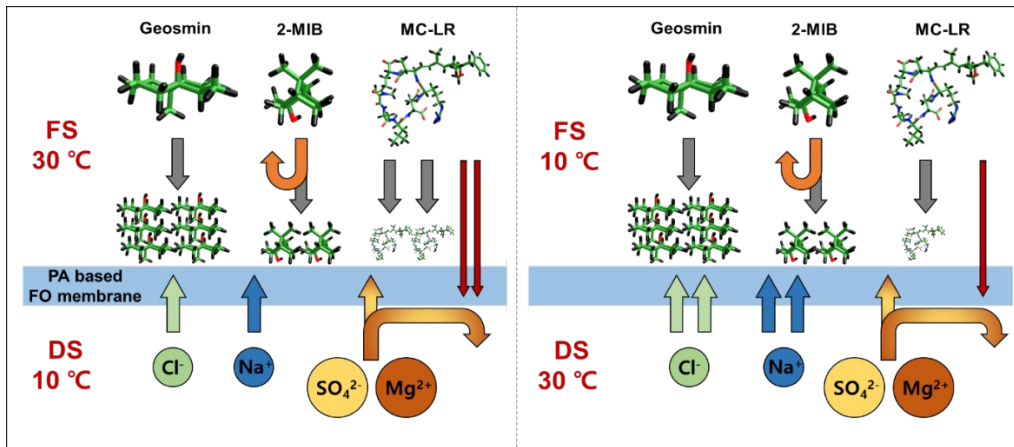 Geosmin 2-MIB MC-LR
FS
30 ℃
PA based
FO membrane
DS
10 ℃
Cl⁻ Na⁺ SO₄²⁻ Mg²⁺
Geosmin 2-MIB MC-LR
FS
10 ℃
DS
30 ℃
Cl⁻ Na⁺ SO₄²⁻ Mg²⁺